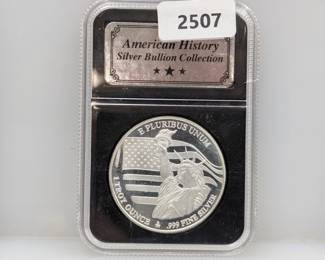 2507
American History
Silver Bullion Collection
E PLURIBUS UNUM
1 TROY OUNCE & .999 FINE SILVER